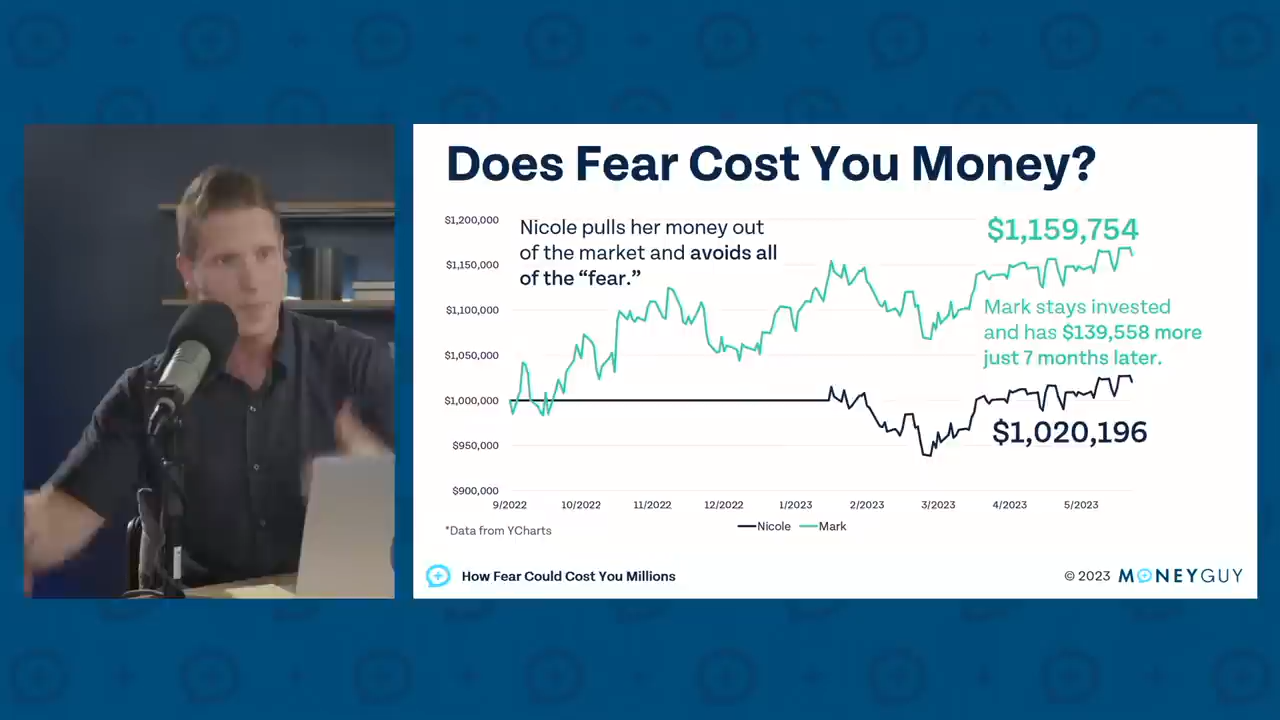 Does Fear Cost You Money?
$1,200,000
$1,150,000
$1,100,000
$1,050,000
$1,000,000
$950,000
$900,000
Nicole pulls her money out
of the market and avoids all
of the “fear.”
$1,159,754
Mark stays invested
and has $139,558 more
just 7 months later.
$1,020,196
9/2022 10/2022 11/2022 12/2022 1/2023 2/2023 3/2023 4/2023 5/2023
Nicole Mark
*Data from YCharts
How Fear Could Cost You Millions
© 2023 MONEYGUY